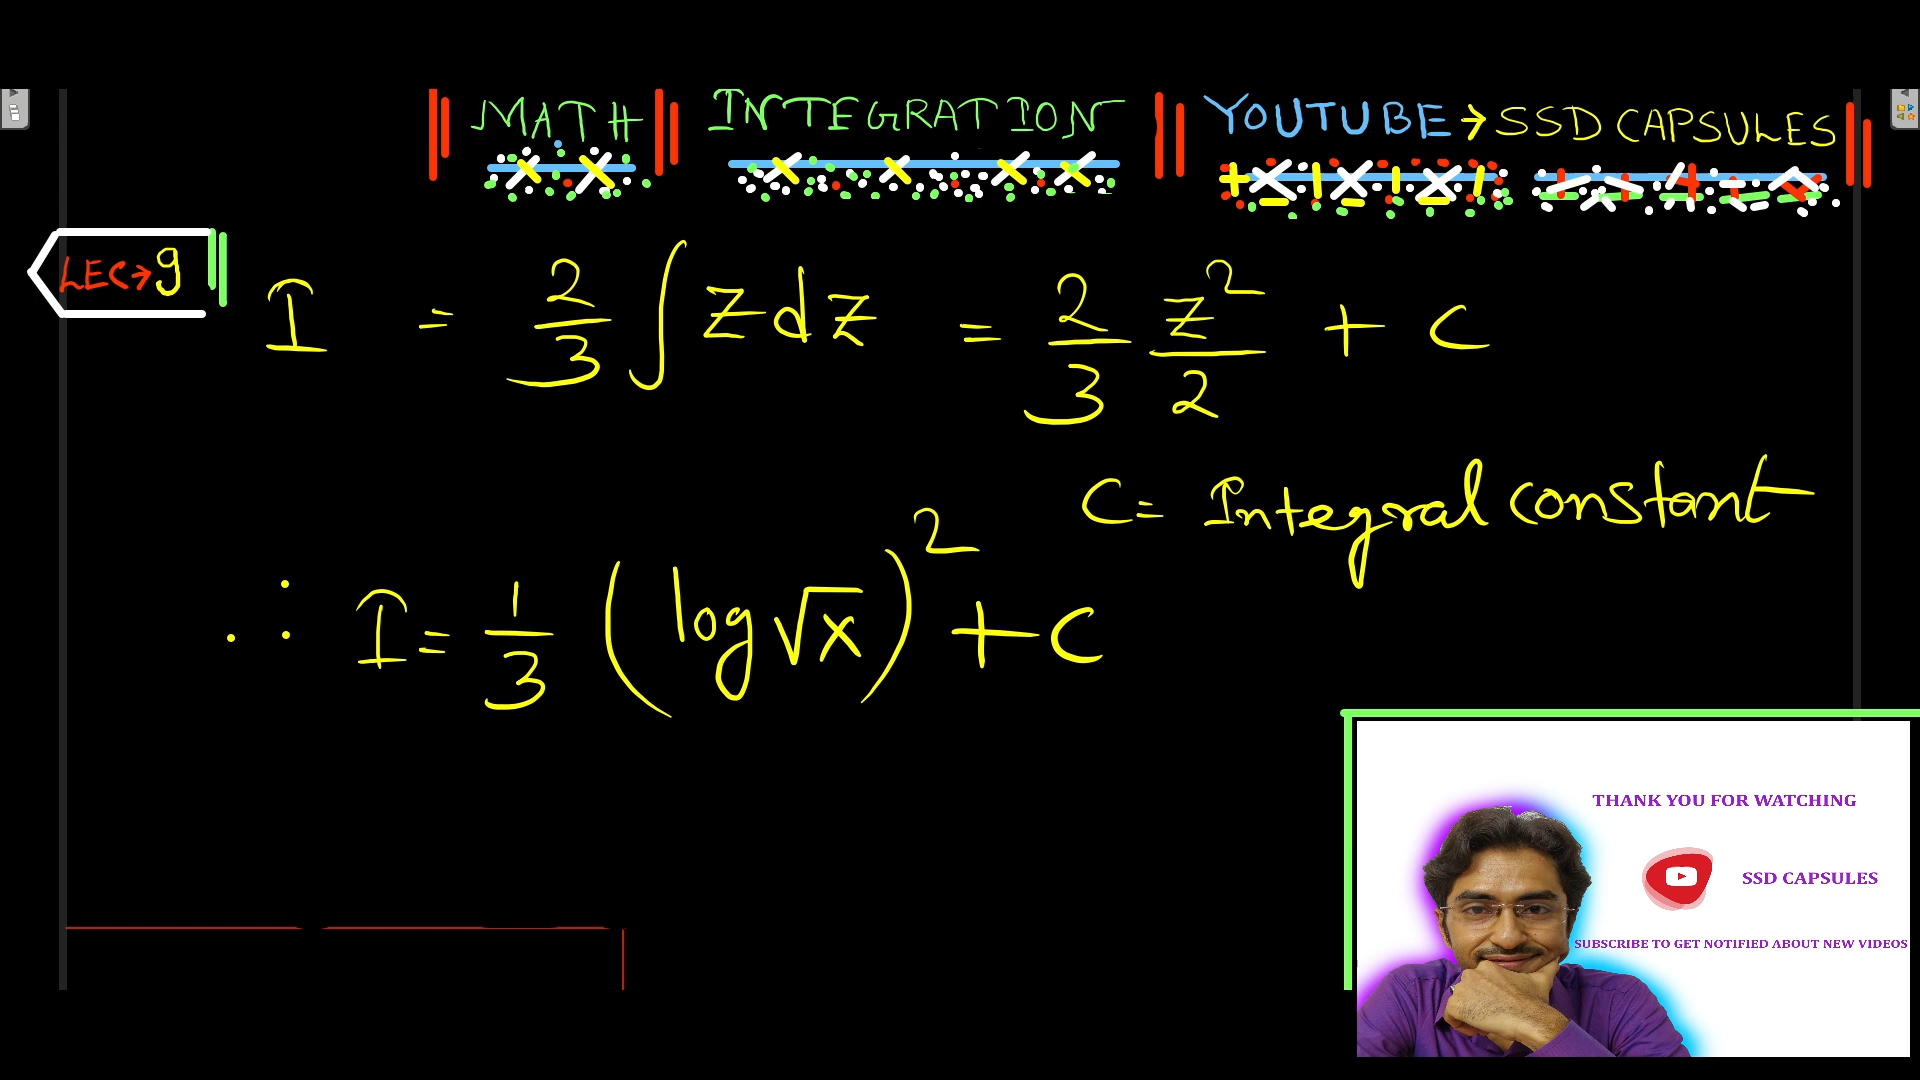 MATH INTEGRATION YOUTUBE → SSD CAPSULES
LEC → 9
I = 2/3 ∫ z dz = 2/3 z²/2 + c
C = Integral constant
∴ I = 1/3 (log √x)² + c
THANK YOU FOR WATCHING
SSD CAPSULES
SUBSCRIBE TO GET NOTIFIED ABOUT NEW VIDEOS